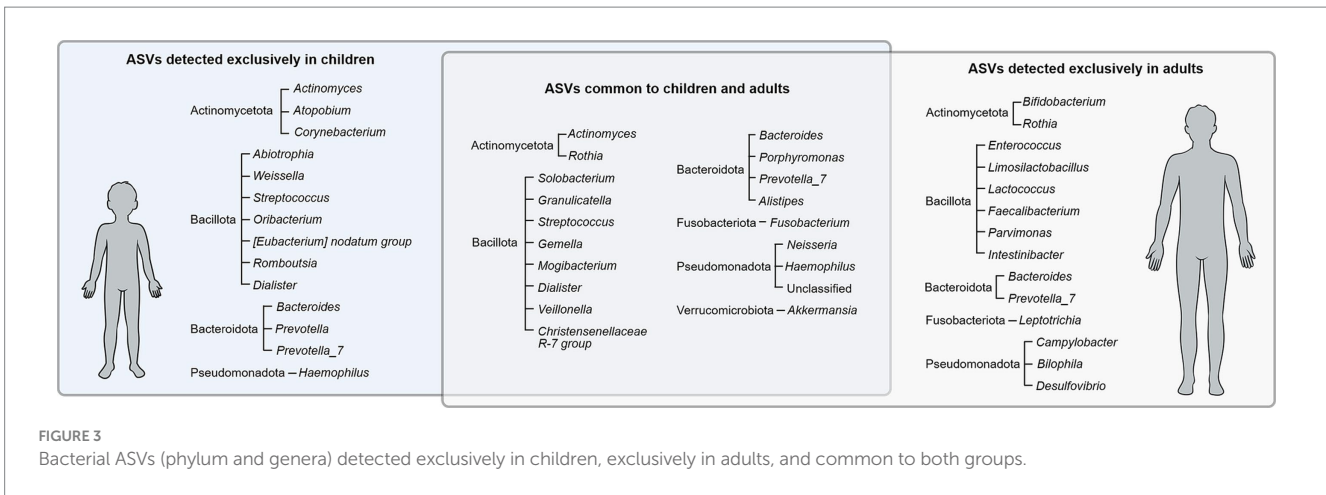 ASVs detected exclusively in children
Actinomycetota
Actinomyces
Atopobium
Corynebacterium
Bacillota
Abiotrophia
Weissella
Streptococcus
Oribacterium
[Eubacterium] nodatum group
Romboutsia
Dialister
Bacteroidota
Bacteroides
Prevotella
Prevotella_7
Pseudomonadota
Haemophilus
ASVs common to children and adults
Actinomycetota
Actinomyces
Rothia
Bacillota
Solobacterium
Granulicatella
Streptococcus
Gemella
Mogibacterium
Dialister
Veillonella
Christensenellaceae
R-7 group
Bacteroidota
Bacteroides
Porphyromonas
Prevotella_7
Alistipes
Fusobacteriota
Fusobacterium
Pseudomonadota
Neisseria
Haemophilus
Unclassified
Verrucomicrobiota
Akkermansia
ASVs detected exclusively in adults
Actinomycetota
Bifidobacterium
Rothia
Bacillota
Enterococcus
Limosilactobacillus
Lactococcus
Faecalibacterium
Parvimonas
Intestinibacter
Bacteroidota
Bacteroides
Prevotella_7
Fusobacteriota
Leptotrichia
Pseudomonadota
Campylobacter
Bilophila
Desulfovibrio
FIGURE 3
Bacterial ASVs (phylum and genera) detected exclusively in children, exclusively in adults, and common to both groups.